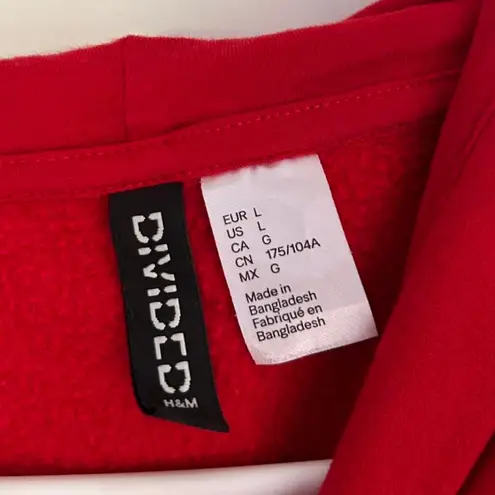 DIVIDED
H&M
EUR L
US L
CA G
CN 175/104A
MX G
Made in
Bangladesh
Fabriqué en
Bangladesh